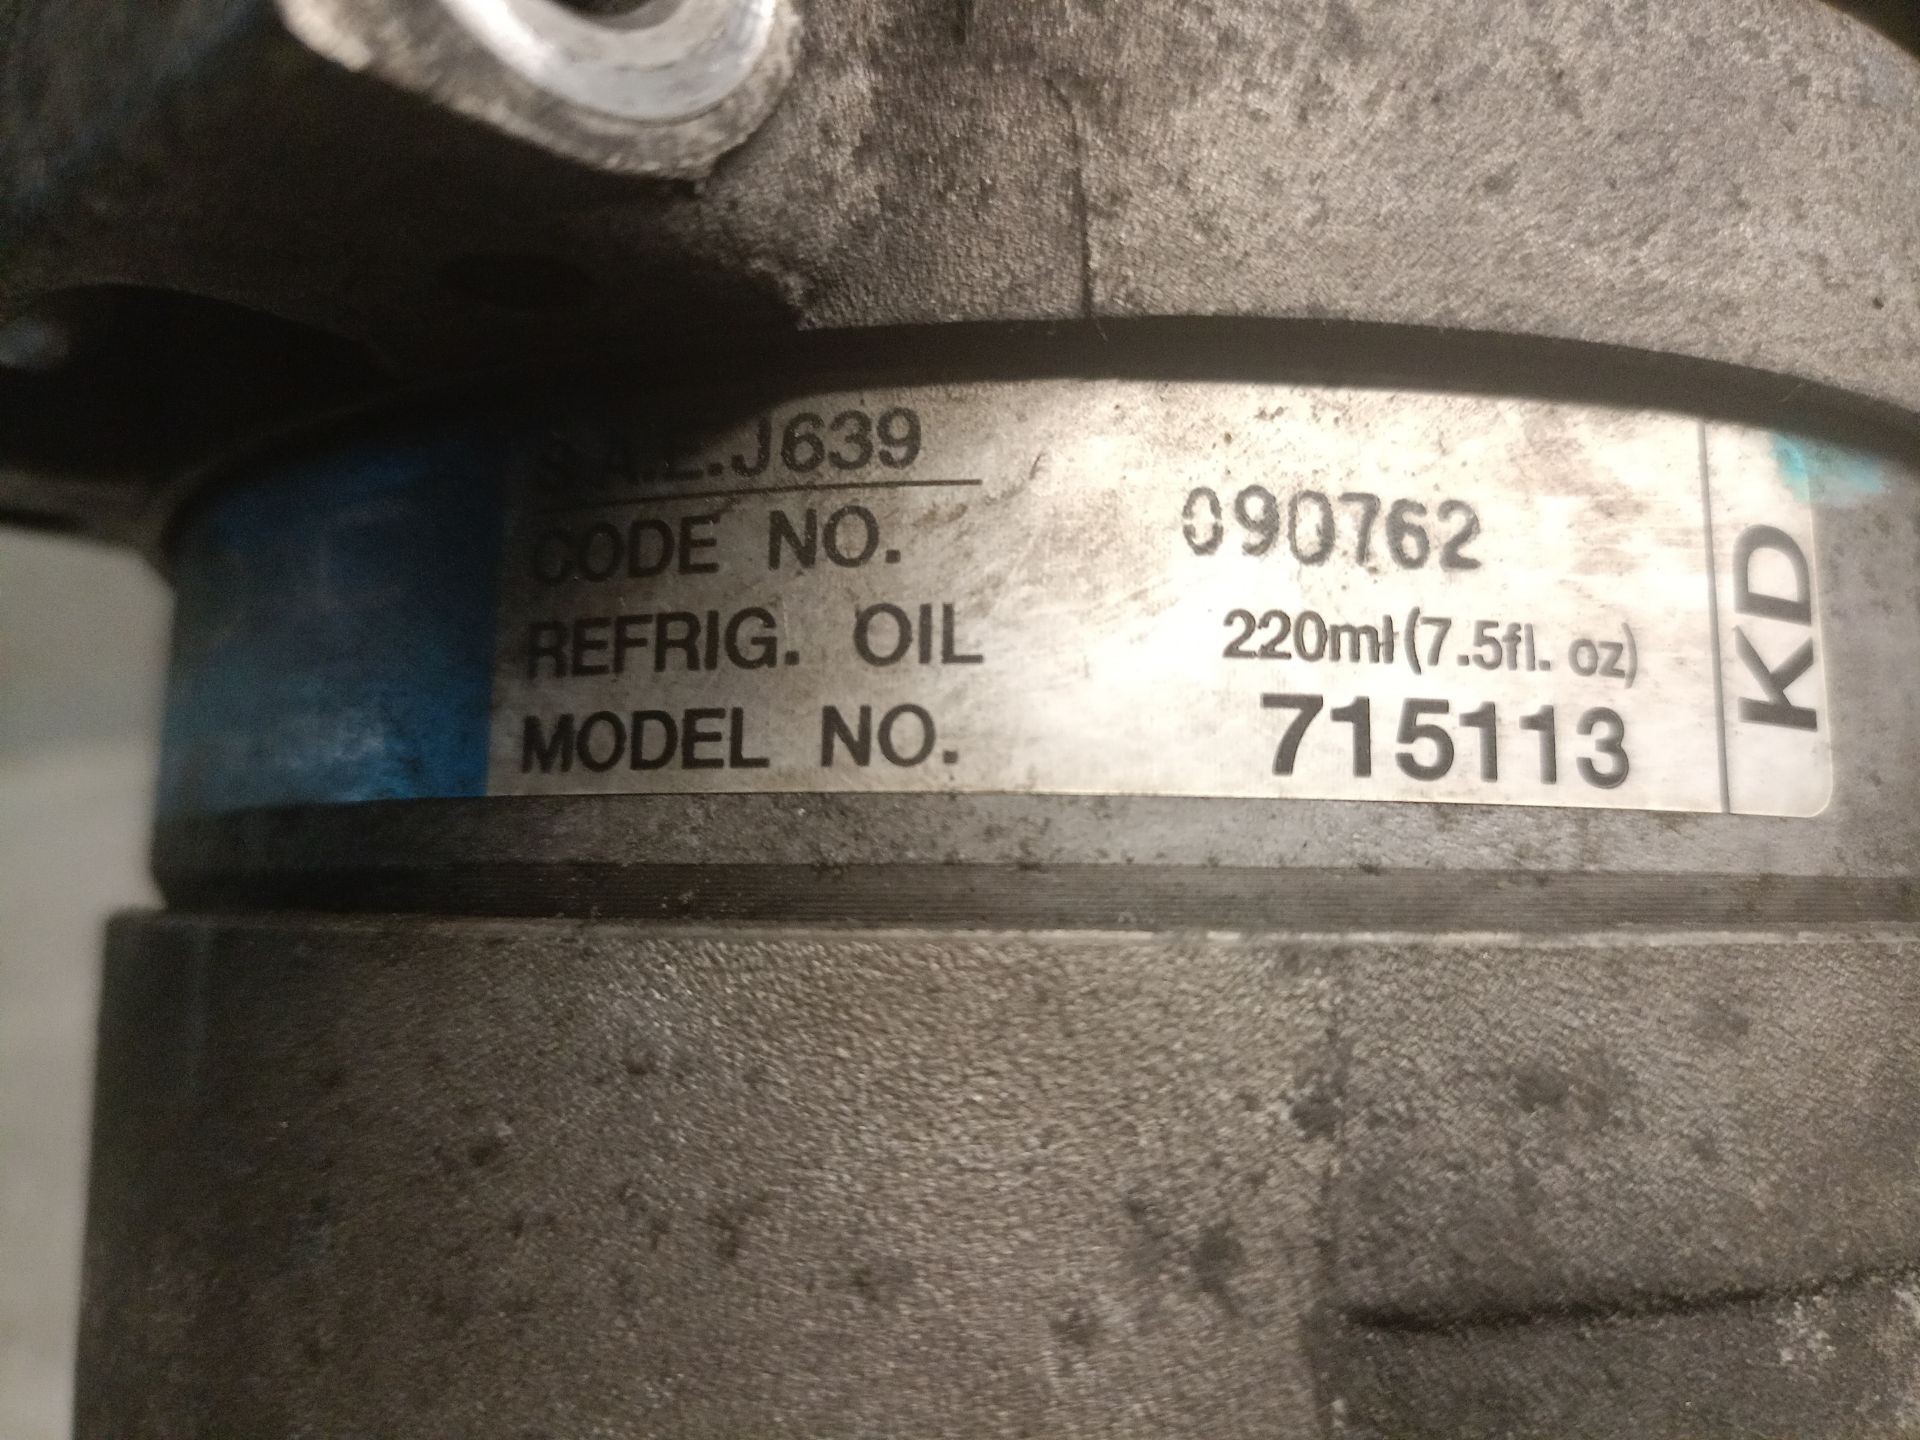 S.A.E.J639
CODE NO. 090762
REFRIG. OIL 220ml(7.5fl. oz)
MODEL NO. 715113
KD